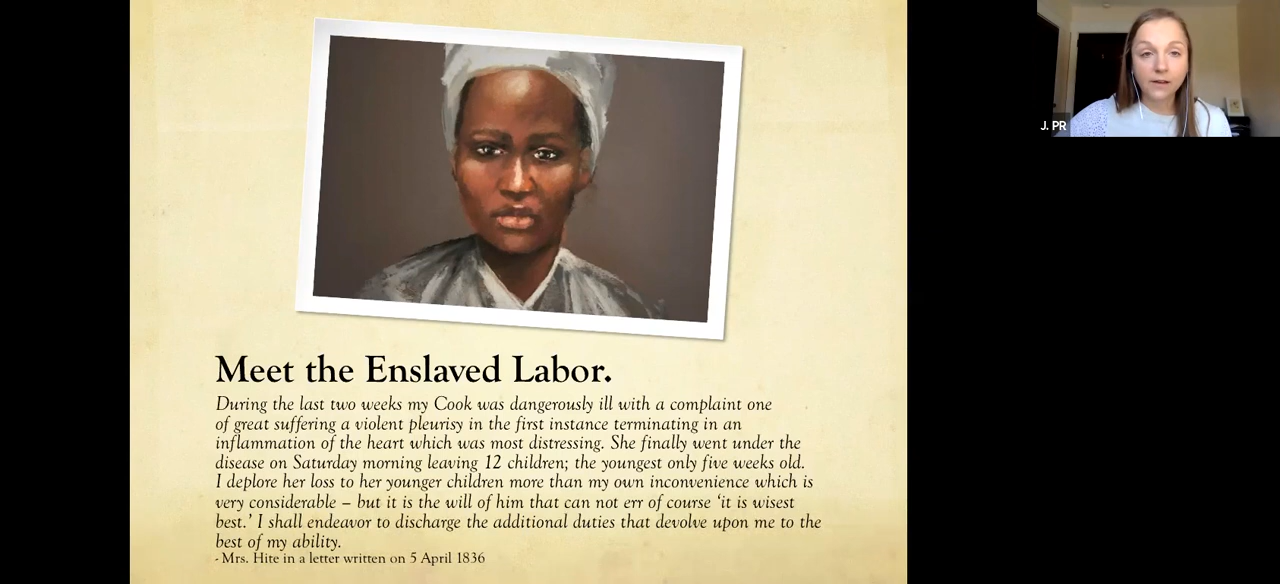 Meet the Enslaved Labor.
During the last two weeks my Cook was dangerously ill with a complaint one
of great suffering a violent pleurisy in the first instance terminating in an
inflammation of the heart which was most distressing. She finally went under the
disease on Saturday morning leaving 12 children; the youngest only five weeks old.
I deplore her loss to her younger children more than my own inconvenience which is
very considerable – but it is the will of him that can not err of course ‘it is wisest
best.’ I shall endeavor to discharge the additional duties that devolve upon me to the
best of my ability.
- Mrs. Hite in a letter written on 5 April 1836
J. PR